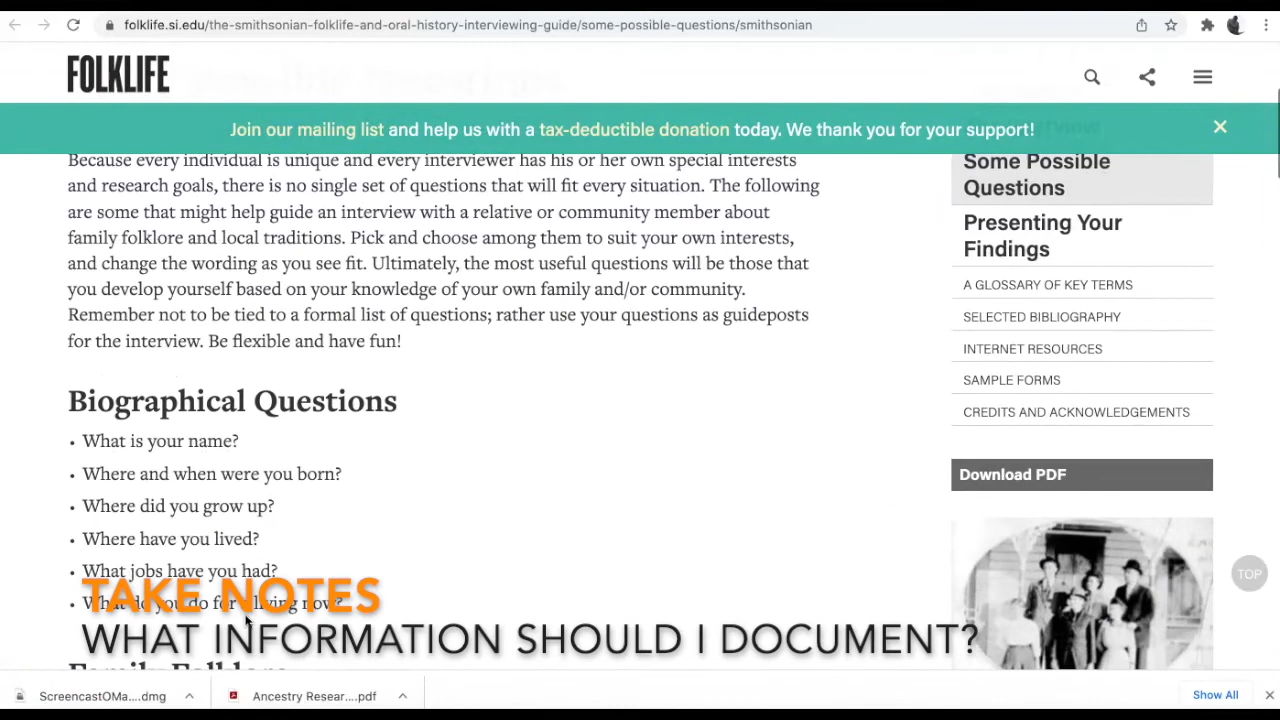 folklife.si.edu/the-smithsonian-folklife-and-oral-history-interviewing-guide/some-possible-questions/smithsonian
FOLKLIFE
Join our mailing list and help us with a tax-deductible donation today. We thank you for your support!
Because every individual is unique and every interviewer has his or her own special interests
and research goals, there is no single set of questions that will fit every situation. The following
are some that might help guide an interview with a relative or community member about
family folklore and local traditions. Pick and choose among them to suit your own interests,
and change the wording as you see fit. Ultimately, the most useful questions will be those that
you develop yourself based on your knowledge of your own family and/or community.
Remember not to be tied to a formal list of questions; rather use your questions as guideposts
for the interview. Be flexible and have fun!
Biographical Questions
• What is your name?
• Where and when were you born?
• Where did you grow up?
• Where have you lived?
• What jobs have you had?
• What do you do for a living now?
TAKE NOTES
WHAT INFORMATION SHOULD I DOCUMENT?
Family Folklore
Some Possible
Questions
Presenting Your
Findings
A GLOSSARY OF KEY TERMS
SELECTED BIBLIOGRAPHY
INTERNET RESOURCES
SAMPLE FORMS
CREDITS AND ACKNOWLEDGEMENTS
Download PDF
TOP
ScreencastOMa....dmg
Ancestry Resear....pdf
Show All